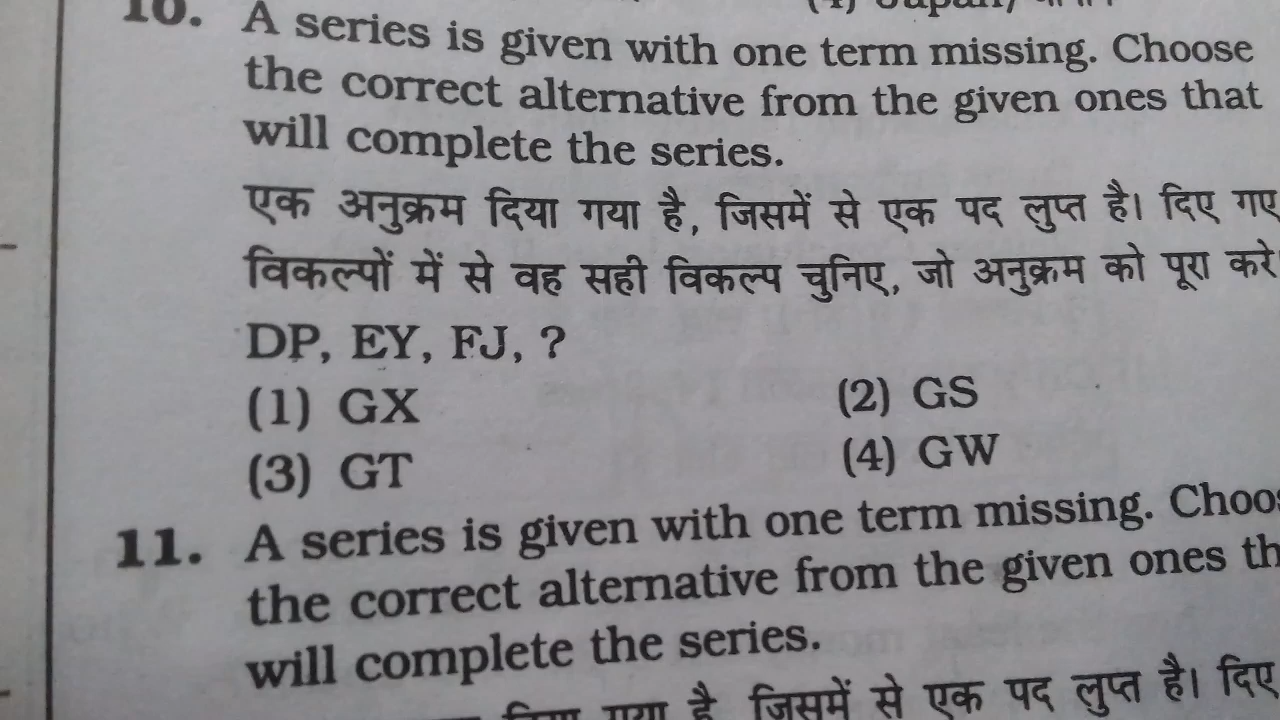 10. A series is given with one term missing. Choose
the correct alternative from the given ones that
will complete the series.
एक अनुक्रम दिया गया है, जिसमें से एक पद लुप्त है। दिए गए
विकल्पों में से वह सही विकल्प चुनिए, जो अनुक्रम को पूरा करे।
DP, EY, FJ, ?
(1) GX (2) GS
(3) GT (4) GW
11. A series is given with one term missing. Choos
the correct alternative from the given ones th
will complete the series.
गया है, जिसमें से एक पद लुप्त है। दिए